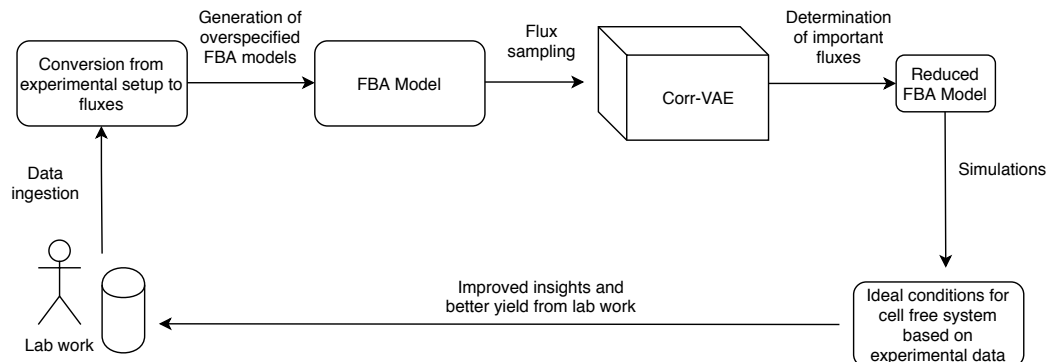 Generation of
overspecified
FBA models
Flux
sampling
Determination
of important
fluxes
Conversion from
experimental setup to
fluxes
FBA Model
Corr-VAE
Reduced
FBA Model
Data
ingestion
Simulations
Lab work
Improved insights and
better yield from lab work
Ideal conditions for
cell free system
based on
experimental data